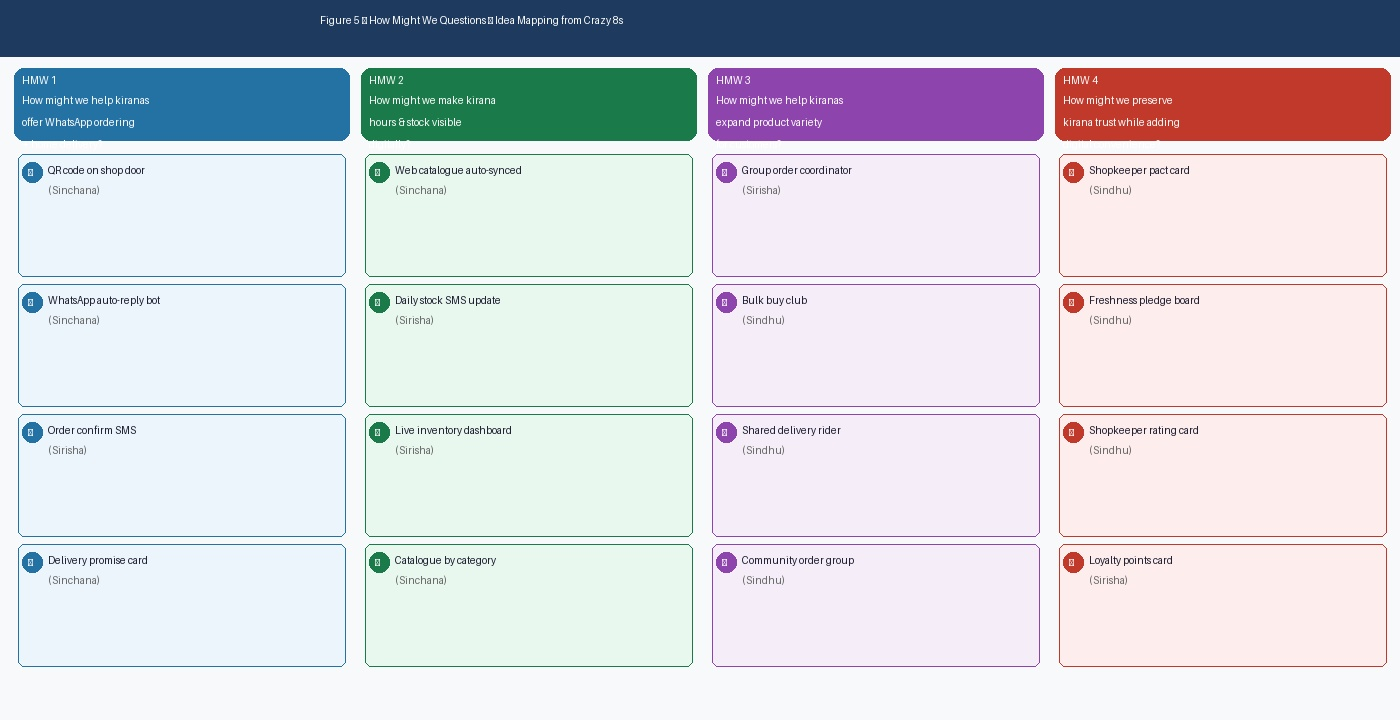 Figure 5 ▯ How Might We Questions ▯ Idea Mapping from Crazy 8s
HMW 1
How might we help kiranas
offer WhatsApp ordering
QR code on shop door
(Sinchana)
WhatsApp auto-reply bot
(Sinchana)
Order confirm SMS
(Sirisha)
Delivery promise card
(Sinchana)
HMW 2
How might we make kirana
hours & stock visible
Web catalogue auto-synced
(Sinchana)
Daily stock SMS update
(Sirisha)
Live inventory dashboard
(Sirisha)
Catalogue by category
(Sinchana)
HMW 3
How might we help kiranas
expand product variety
Group order coordinator
(Sirisha)
Bulk buy club
(Sindhu)
Shared delivery rider
(Sindhu)
Community order group
(Sindhu)
HMW 4
How might we preserve
kirana trust while adding
Shopkeeper pact card
(Sindhu)
Freshness pledge board
(Sindhu)
Shopkeeper rating card
(Sindhu)
Loyalty points card
(Sirisha)